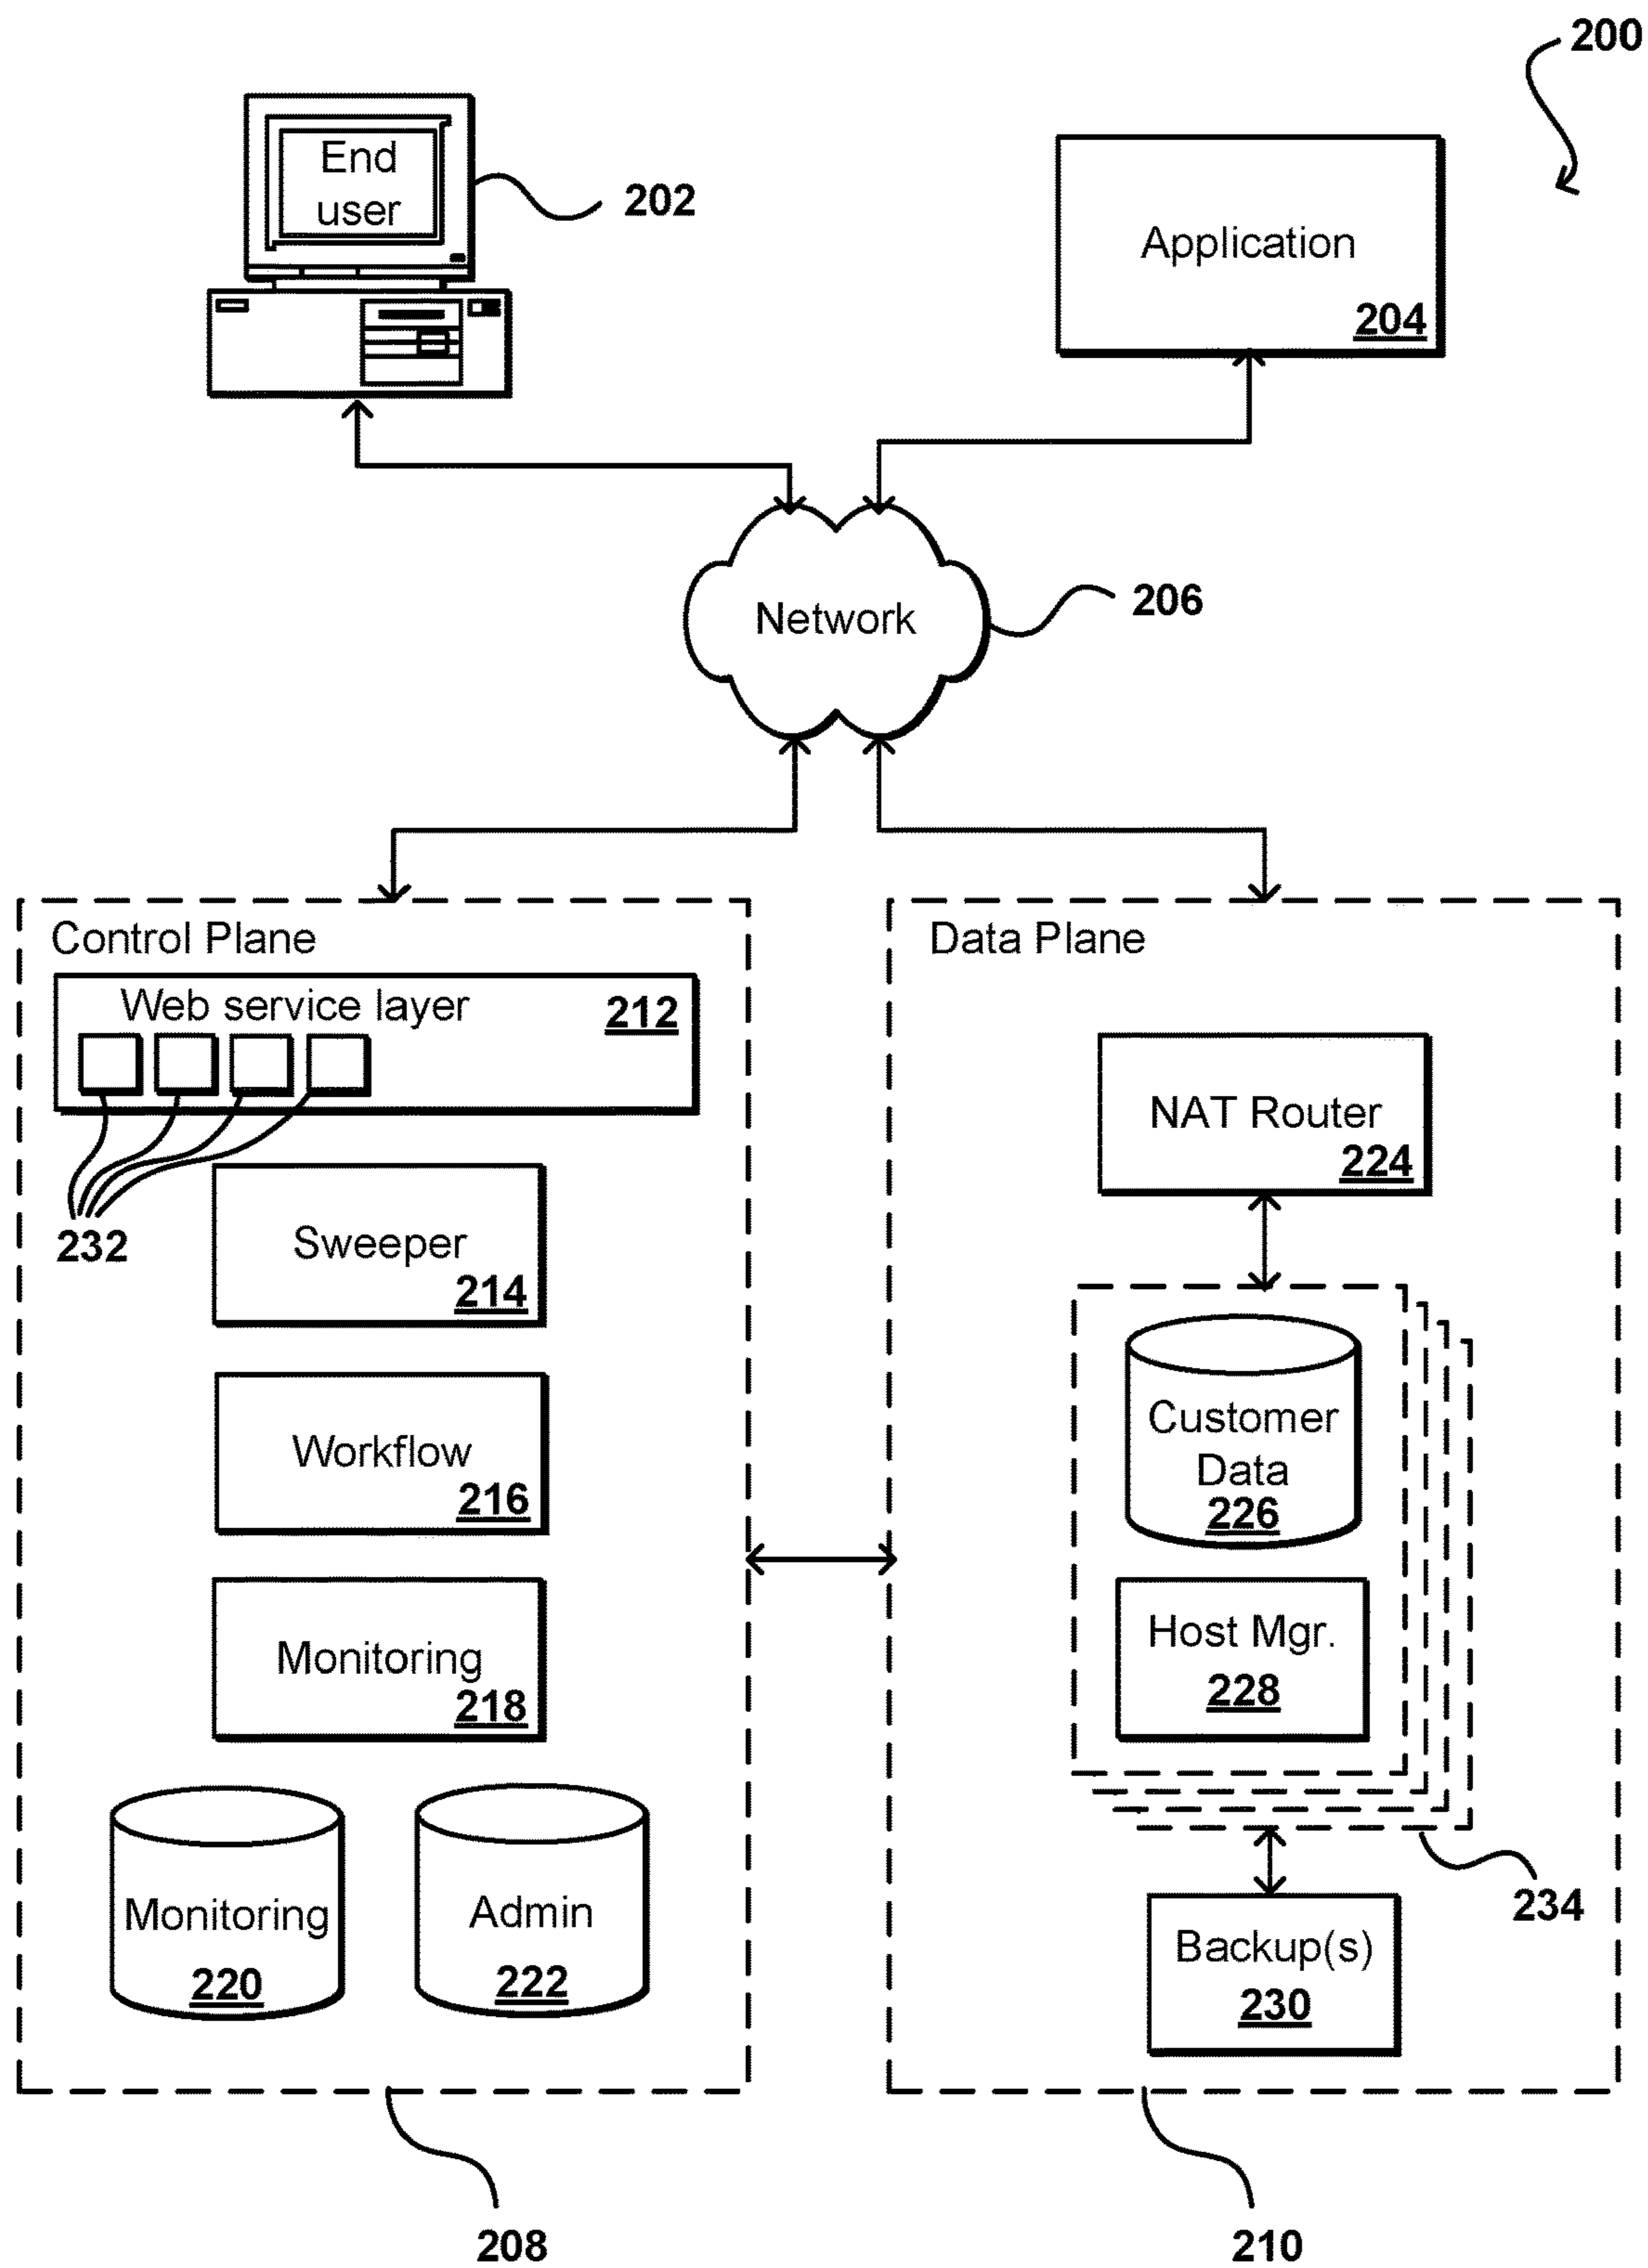 200
End
user
202
Application
204
Network
206
Control Plane
Web service layer
212
232
Sweeper
214
Workflow
216
Monitoring
218
Monitoring
220
Admin
222
208
Data Plane
NAT Router
224
Customer
Data
226
Host Mgr.
228
234
Backup(s)
230
210